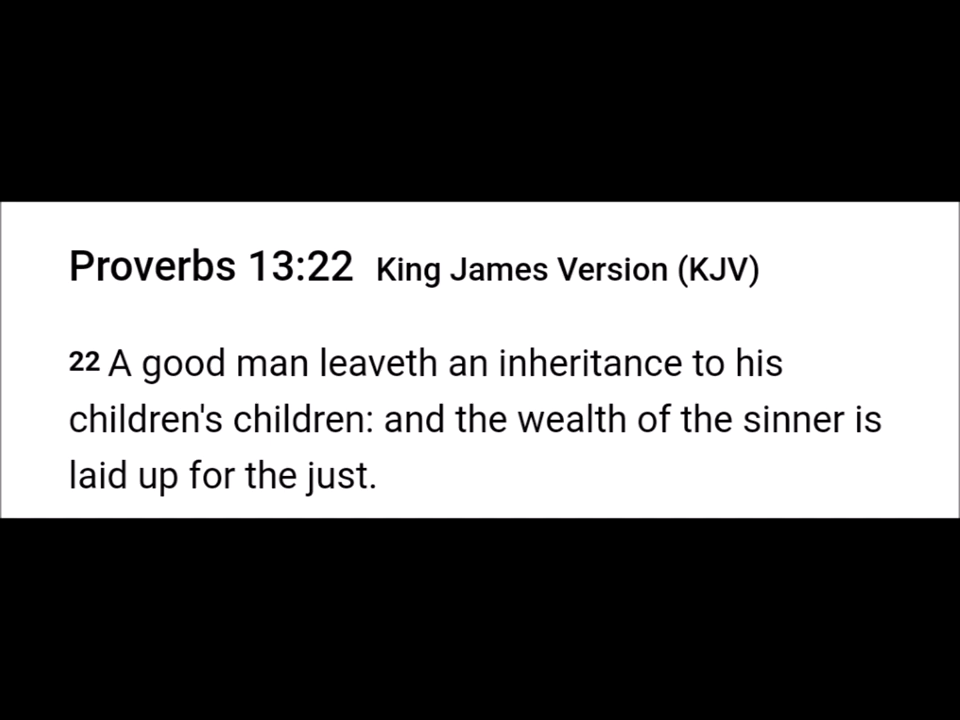 Proverbs 13:22 King James Version (KJV)
22 A good man leaveth an inheritance to his
children's children: and the wealth of the sinner is
laid up for the just.